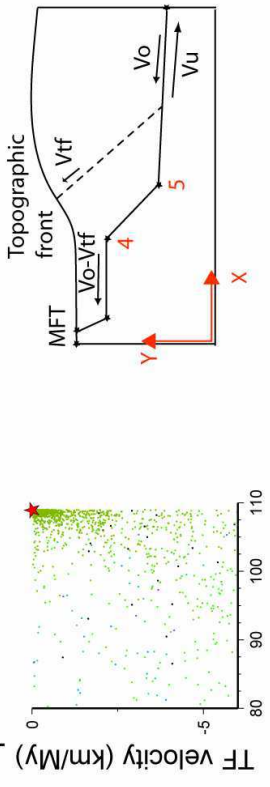 TF velocity (km/My)
0
-5
80
90
100
110
Topographic
front
MFT
Vtf
Vo
Vu
Vo-Vtf
4
5
Y
X